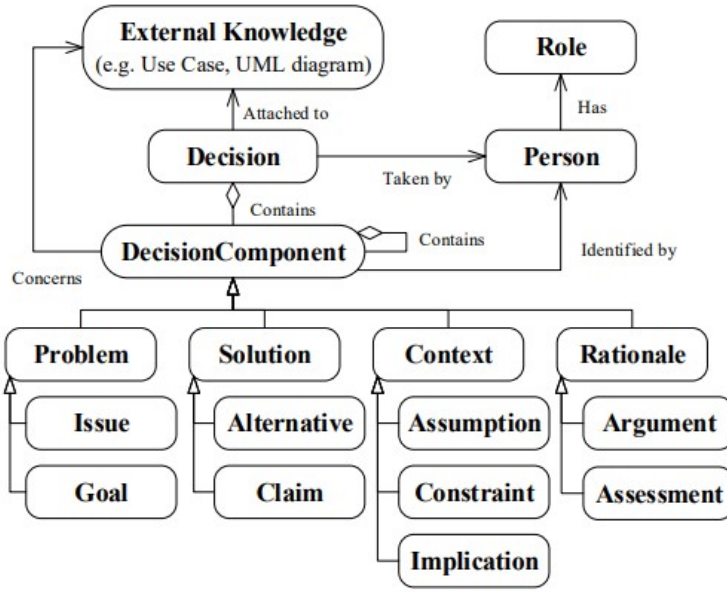 External Knowledge
(e.g. Use Case, UML diagram)
Role
Attached to
Has
Decision
Person
Taken by
Contains
DecisionComponent
Contains
Identified by
Concerns
Problem
Solution
Context
Rationale
Issue
Alternative
Assumption
Argument
Goal
Claim
Constraint
Assessment
Implication